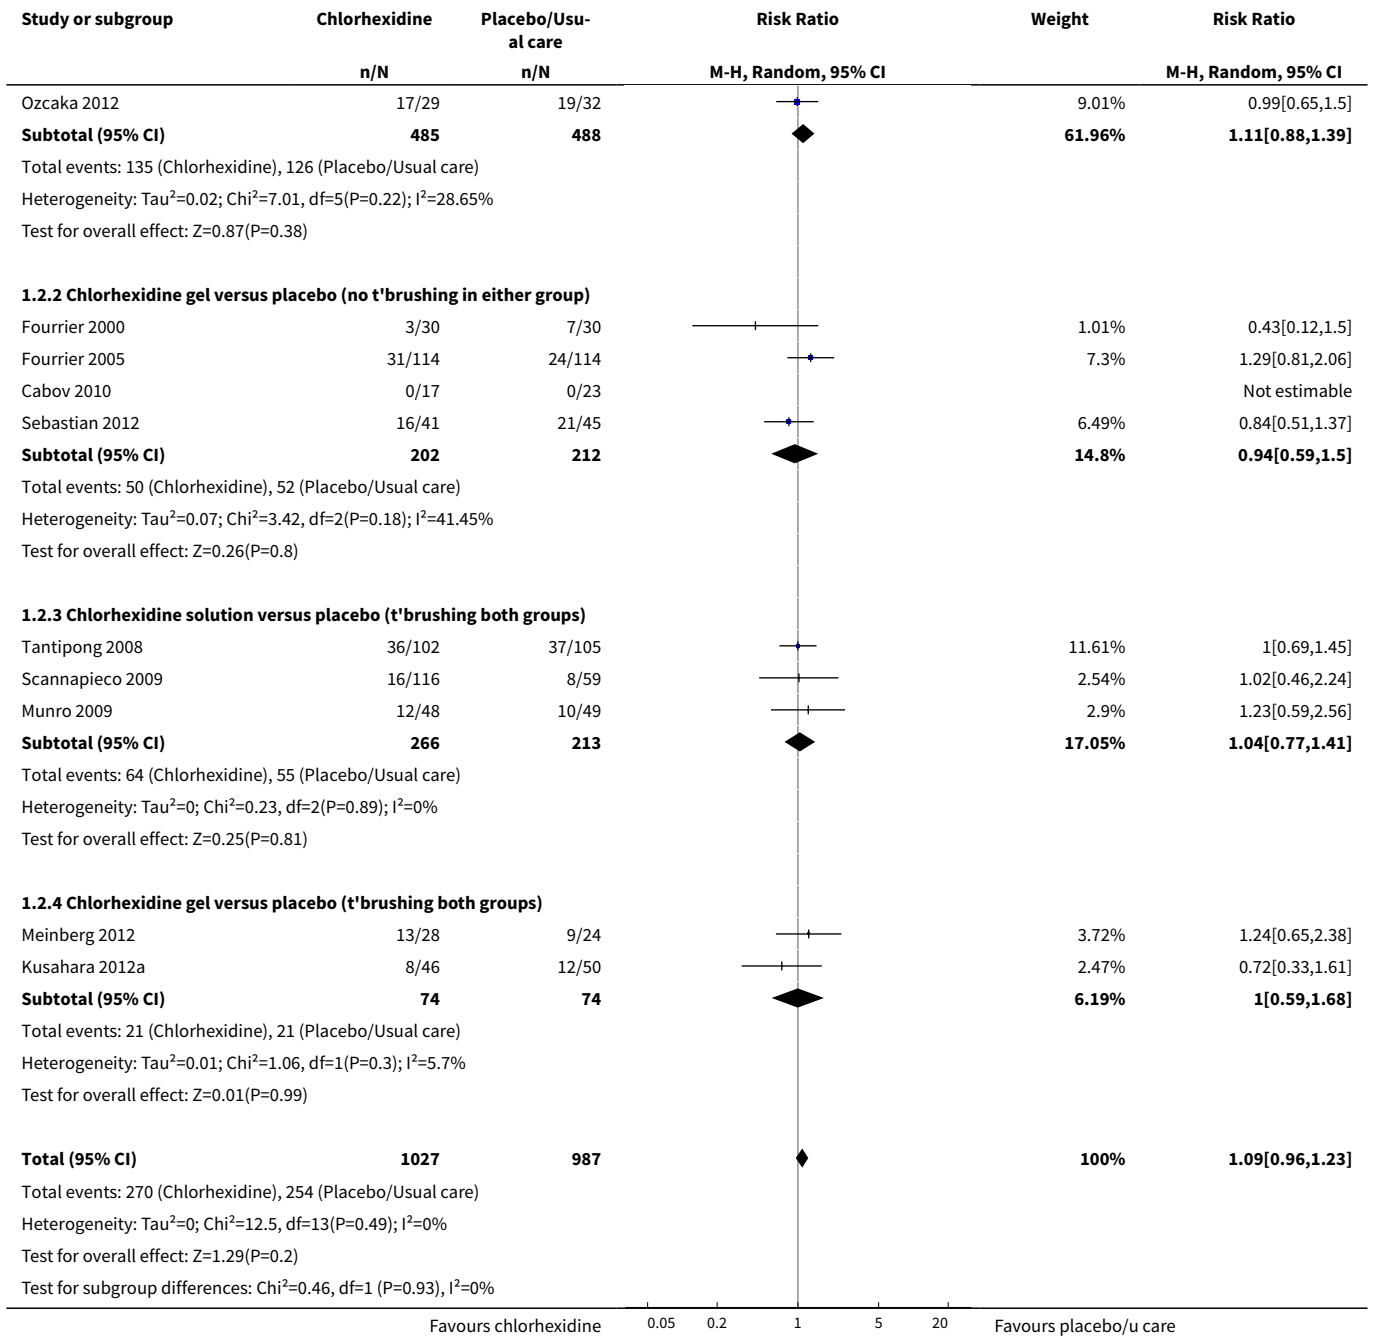 Study or subgroup Chlorhexidine Placebo/Usu- Risk Ratio Weight Risk Ratio
al care
n/N n/N M-H, Random, 95% CI M-H, Random, 95% CI
Ozcaka 2012 17/29 19/32 9.01% 0.99[0.65,1.5]
Subtotal (95% CI) 485 488 61.96% 1.11[0.88,1.39]
Total events: 135 (Chlorhexidine), 126 (Placebo/Usual care)
Heterogeneity: Tau²=0.02; Chi²=7.01, df=5(P=0.22); I²=28.65%
Test for overall effect: Z=0.87(P=0.38)
1.2.2 Chlorhexidine gel versus placebo (no t'brushing in either group)
Fourrier 2000 3/30 7/30 1.01% 0.43[0.12,1.5]
Fourrier 2005 31/114 24/114 7.3% 1.29[0.81,2.06]
Cabov 2010 0/17 0/23 Not estimable
Sebastian 2012 16/41 21/45 6.49% 0.84[0.51,1.37]
Subtotal (95% CI) 202 212 14.8% 0.94[0.59,1.5]
Total events: 50 (Chlorhexidine), 52 (Placebo/Usual care)
Heterogeneity: Tau²=0.07; Chi²=3.42, df=2(P=0.18); I²=41.45%
Test for overall effect: Z=0.26(P=0.8)
1.2.3 Chlorhexidine solution versus placebo (t'brushing both groups)
Tantipong 2008 36/102 37/105 11.61% 1[0.69,1.45]
Scannapieco 2009 16/116 8/59 2.54% 1.02[0.46,2.24]
Munro 2009 12/48 10/49 2.9% 1.23[0.59,2.56]
Subtotal (95% CI) 266 213 17.05% 1.04[0.77,1.41]
Total events: 64 (Chlorhexidine), 55 (Placebo/Usual care)
Heterogeneity: Tau²=0; Chi²=0.23, df=2(P=0.89); I²=0%
Test for overall effect: Z=0.25(P=0.81)
1.2.4 Chlorhexidine gel versus placebo (t'brushing both groups)
Meinberg 2012 13/28 9/24 3.72% 1.24[0.65,2.38]
Kusahara 2012a 8/46 12/50 2.47% 0.72[0.33,1.61]
Subtotal (95% CI) 74 74 6.19% 1[0.59,1.68]
Total events: 21 (Chlorhexidine), 21 (Placebo/Usual care)
Heterogeneity: Tau²=0.01; Chi²=1.06, df=1(P=0.3); I²=5.7%
Test for overall effect: Z=0.01(P=0.99)
Total (95% CI) 1027 987 100% 1.09[0.96,1.23]
Total events: 270 (Chlorhexidine), 254 (Placebo/Usual care)
Heterogeneity: Tau²=0; Chi²=12.5, df=13(P=0.49); I²=0%
Test for overall effect: Z=1.29(P=0.2)
Test for subgroup differences: Chi²=0.46, df=1 (P=0.93), I²=0%
Favours chlorhexidine 0.05 0.2 1 5 20 Favours placebo/u care